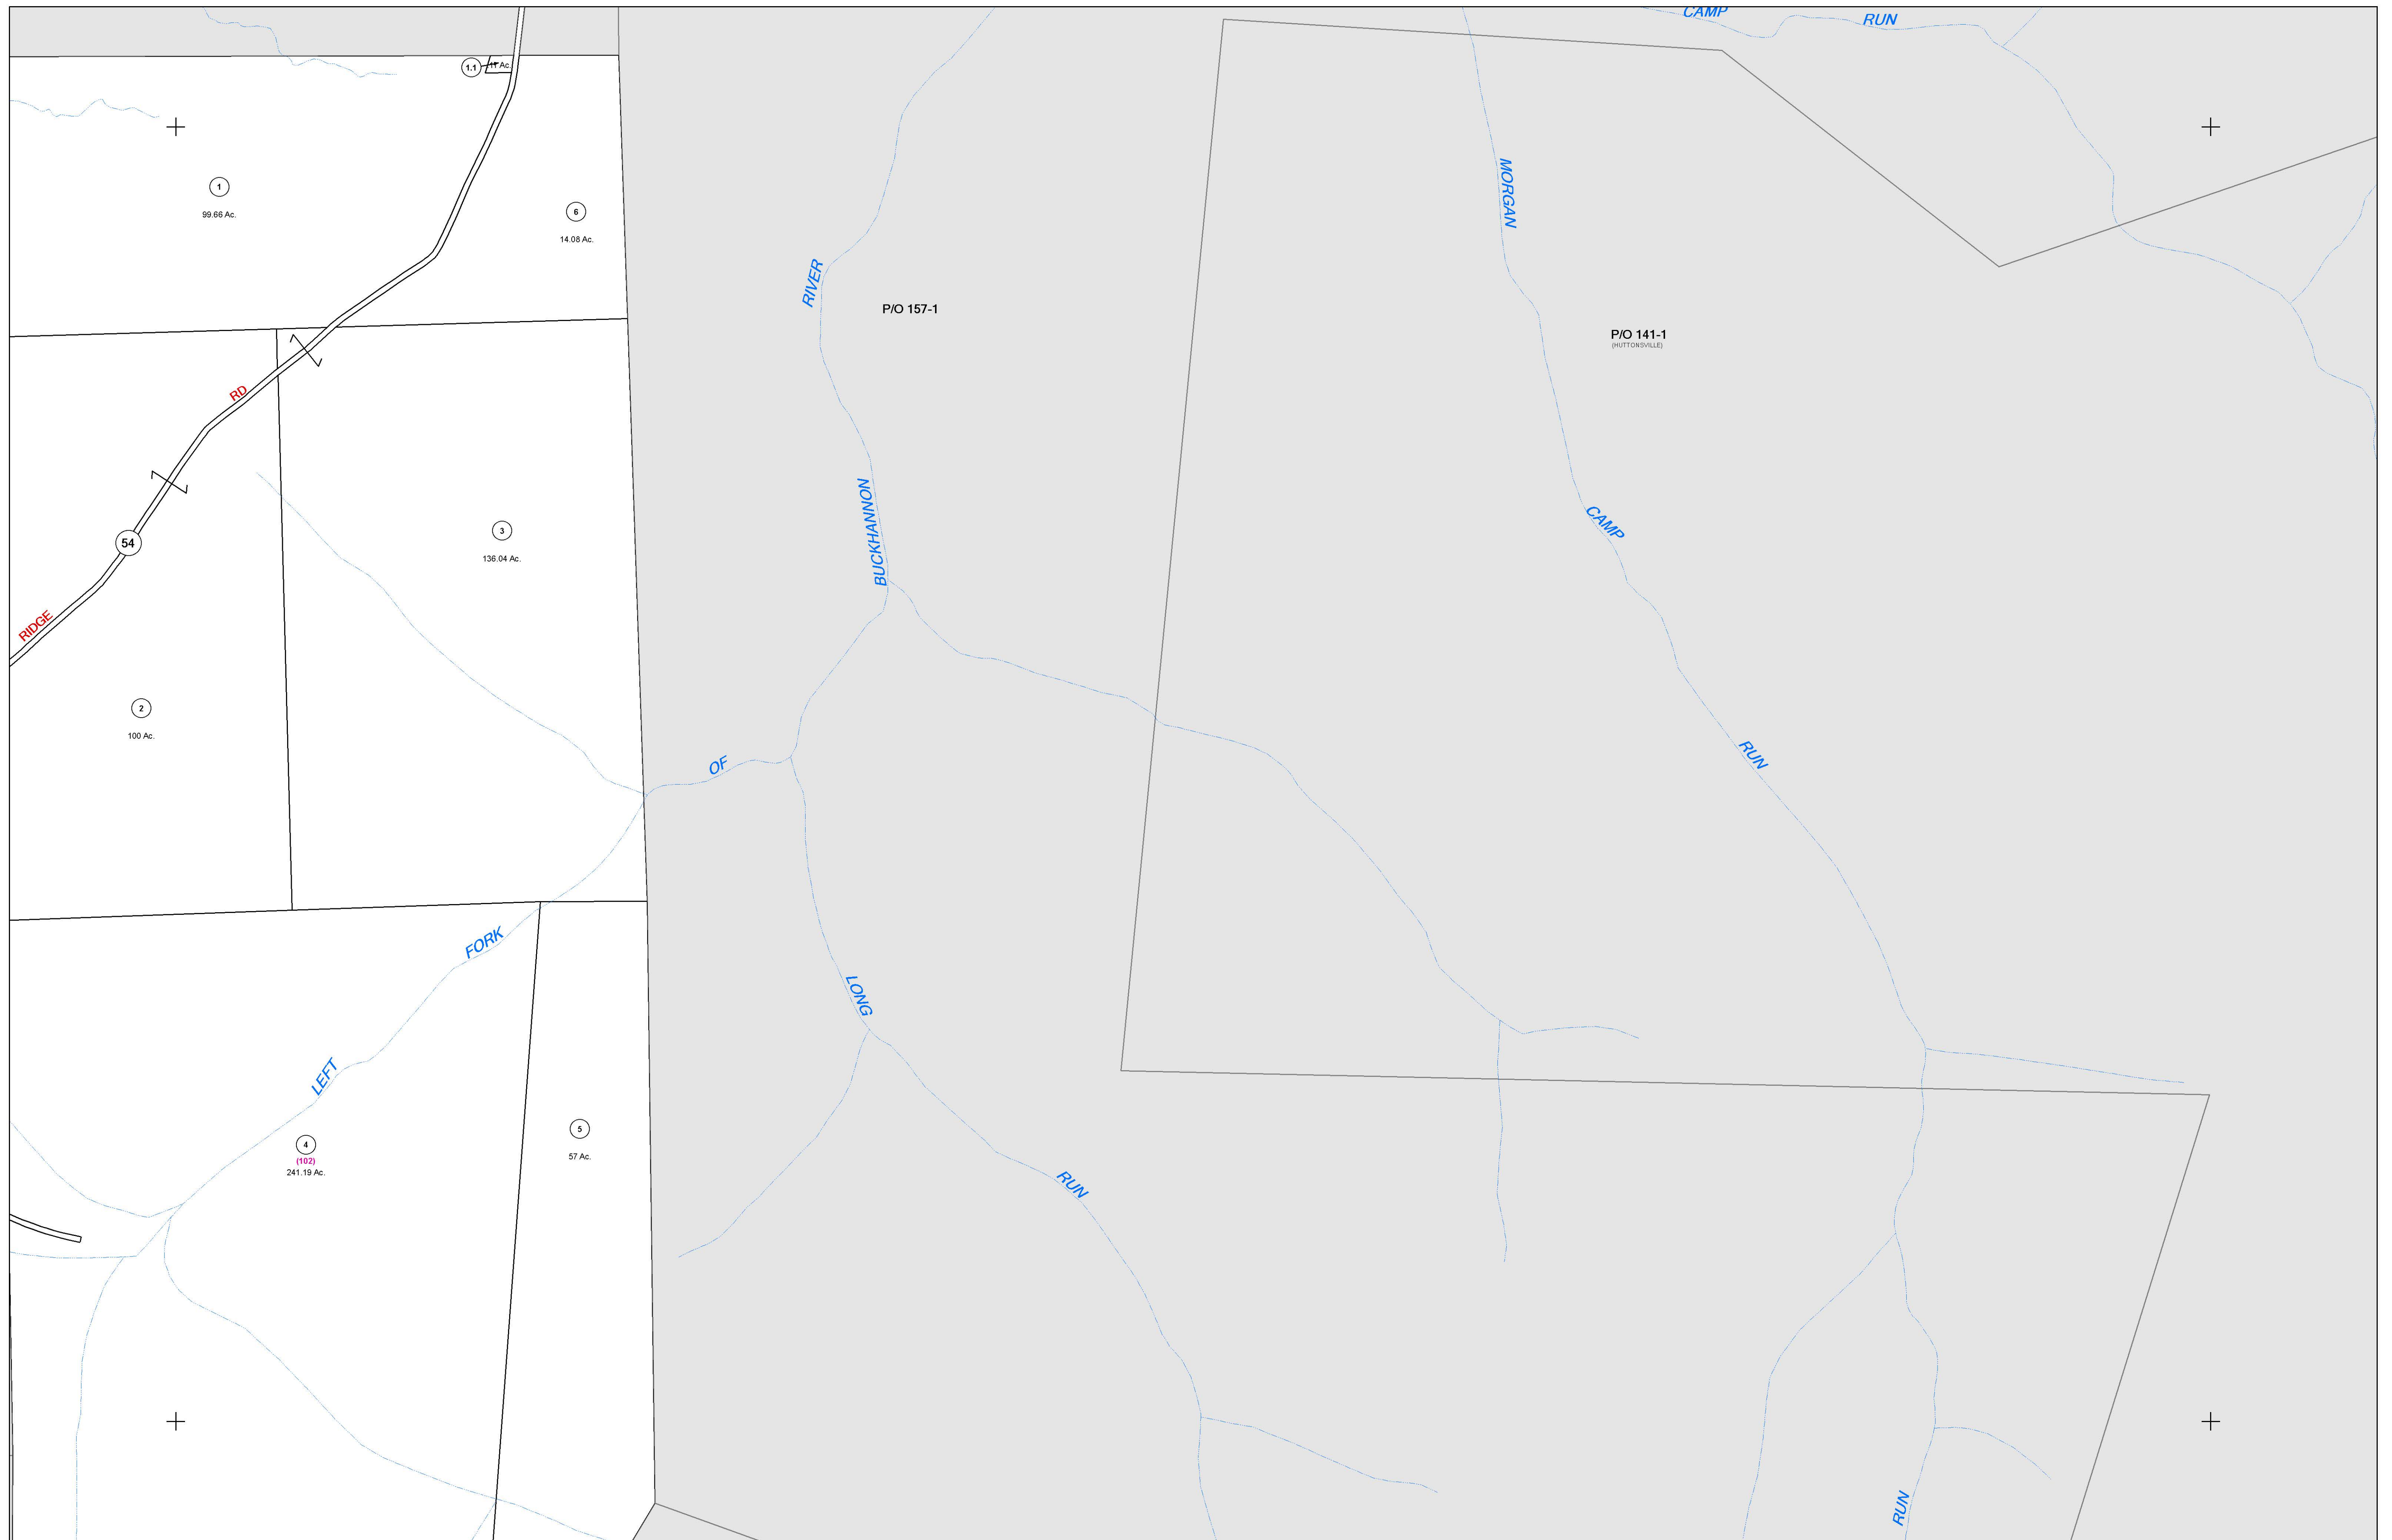 CAMP
RUN
1.1
1
99.66 Ac.
6
14.08 Ac.
MORGAN
RIVER
P/O 157-1
P/O 141-1
(HUTTONSVILLE)
RD
BUCKHANNON
CAMP
54
3
136.04 Ac.
RIDGE
2
100 Ac.
OF
RUN
FORK
LONG
LEFT
4
(102)
241.19 Ac.
5
57 Ac.
RUN
RUN